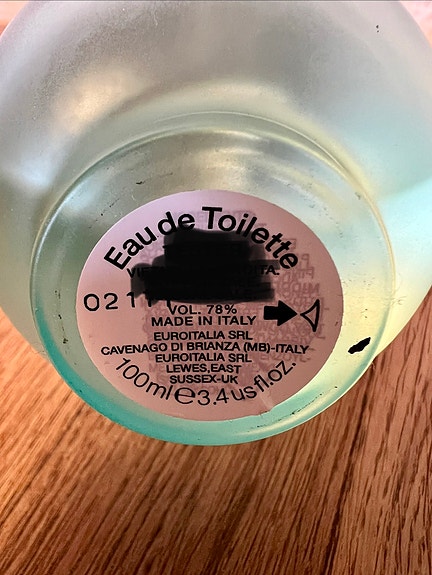 Eau de Toilette
0211
VOL. 78%
MADE IN ITALY
EUROITALIA SRL
CAVENAGO DI BRIANZA (MB)-ITALY
EUROITALIA SRL
LEWES,EAST
SUSSEX-UK
100ml℮3.4us fl.oz.